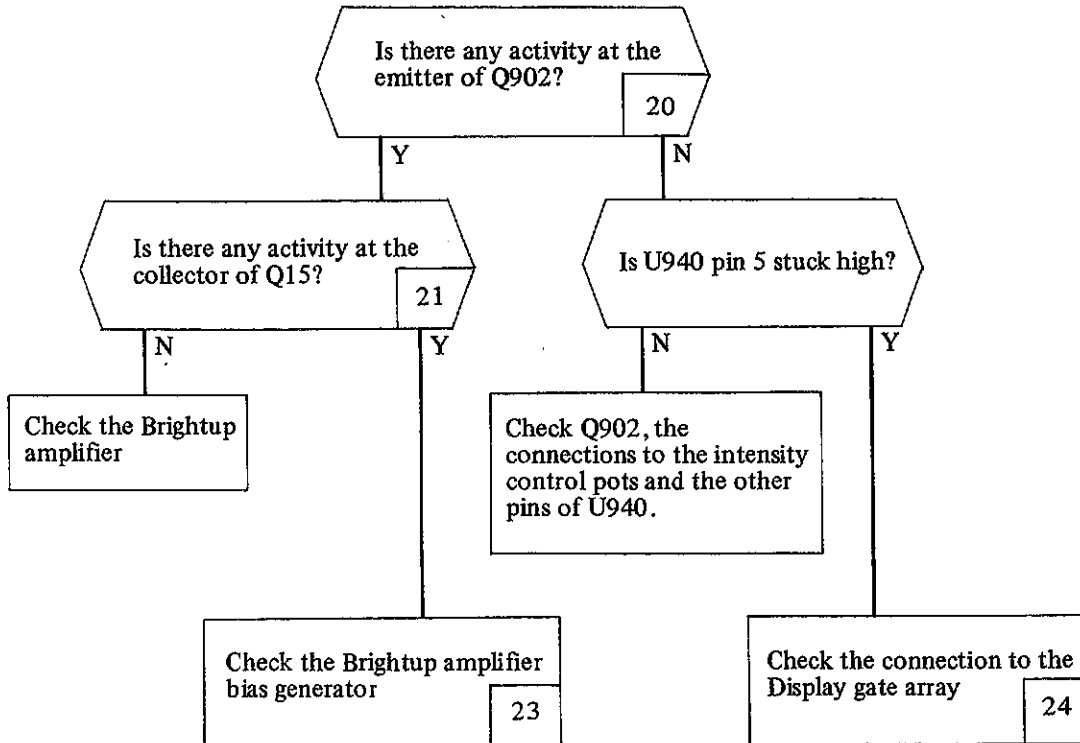 Is there any activity at the
emitter of Q902?
20
Y
N
Is there any activity at the
collector of Q15?
21
Is U940 pin 5 stuck high?
N
Y
N
Y
Check the Brightup
amplifier
Check Q902, the
connections to the intensity
control pots and the other
pins of U940.
Check the Brightup amplifier
bias generator
23
Check the connection to the
Display gate array
24